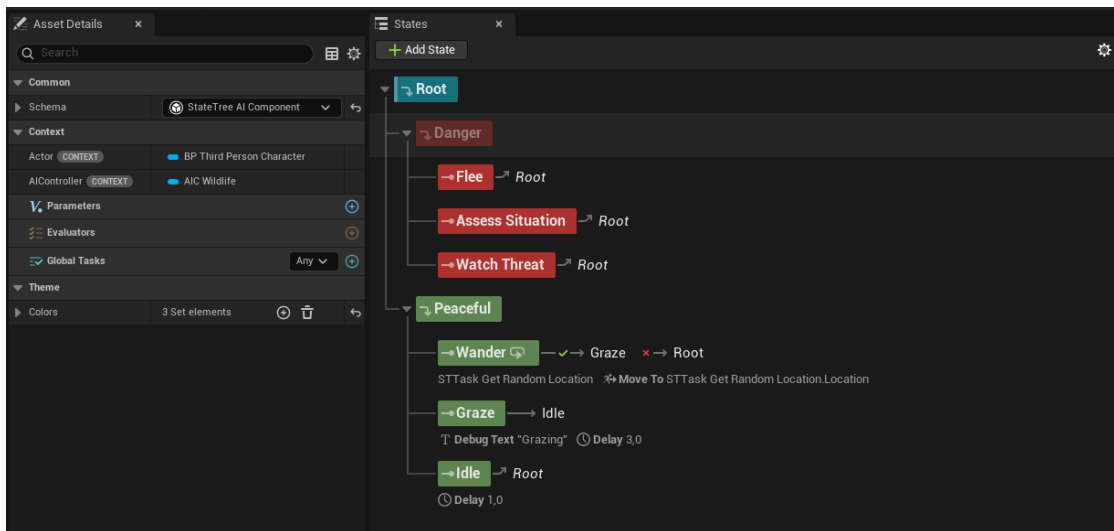 Asset Details
Search
Common
Schema
StateTree AI Component
Context
Actor CONTEXT
BP Third Person Character
AIController CONTEXT
AIC Wildlife
Parameters
Evaluators
Global Tasks
Any
Theme
Colors
3 Set elements
States
Add State
Root
Danger
Flee Root
Assess Situation Root
Watch Threat Root
Peaceful
Wander Graze Root
STTask Get Random Location Move To STTask Get Random Location.Location
Graze Idle
Debug Text "Grazing" Delay 3,0
Idle Root
Delay 1,0